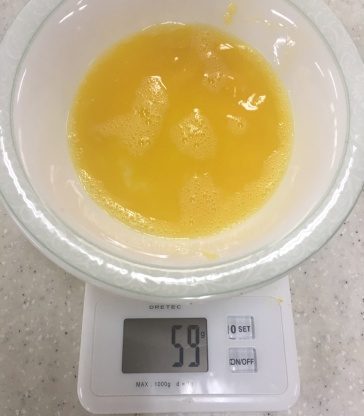 DRETEC
59g
0 SET
ON/OFF
MAX 1000g